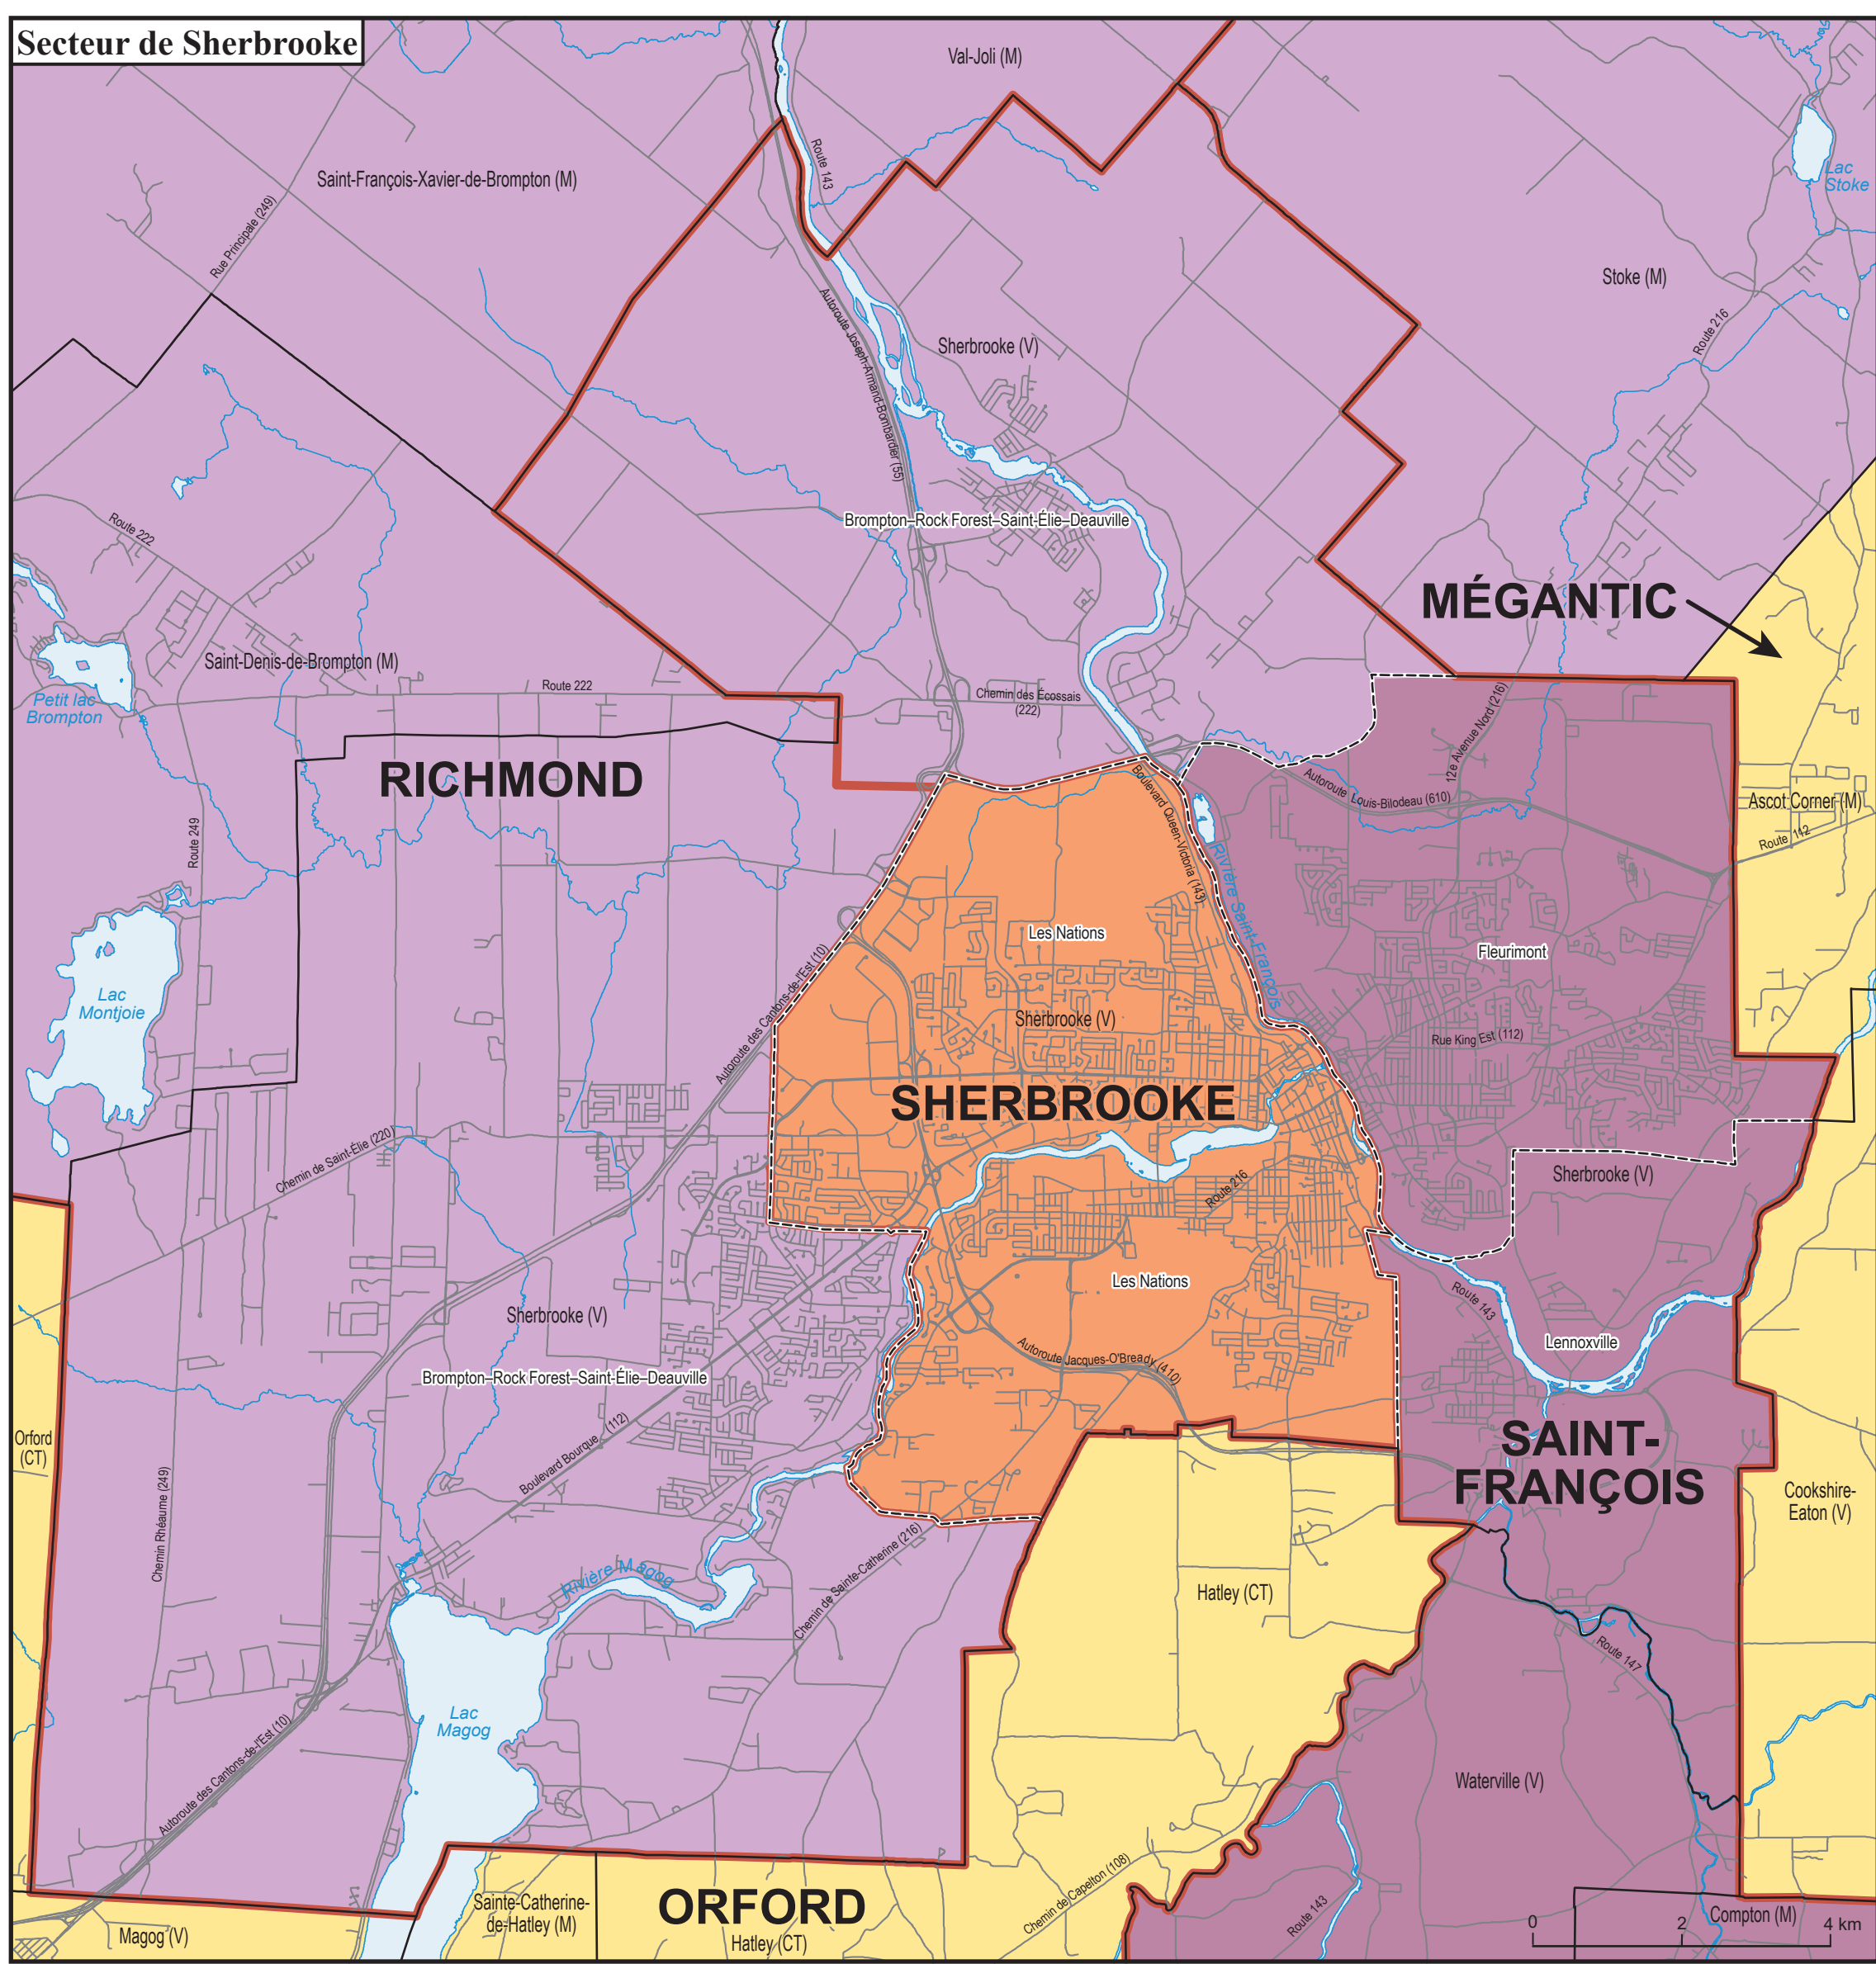 Secteur de Sherbrooke
Val-Joli (M)
Route 143
Saint-François-Xavier-de-Brompton (M)
Lac
Stoke
Rue Principale (249)
Stoke (M)
Autoroute Joseph-Armand-Bombardier (55)
Sherbrooke (V)
Route 216
Route 222
Brompton–Rock Forest–Saint-Élie–Deauville
MÉGANTIC
Saint-Denis-de-Brompton (M)
Petit lac
Brompton
Route 222
Chemin des Écossais
(222)
12e Avenue Nord (216)
RICHMOND
Boulevard Queen-Victoria (143)
Autoroute Louis-Bilodeau (610)
Ascot Corner (M)
Route 112
Route 249
Rivière Saint-François
Les Nations
Fleurimont
Lac
Montjoie
Autoroute des Cantons-de-l'Est (10)
Sherbrooke (V)
Rue King Est (112)
SHERBROOKE
Chemin de Saint-Élie (220)
Route 216
Sherbrooke (V)
Les Nations
Route 143
Sherbrooke (V)
Lennoxville
Autoroute Jacques-O'Bready (410)
Brompton–Rock Forest–Saint-Élie–Deauville
Orford
(CT)
Boulevard Bourque (112)
SAINT-
FRANÇOIS
Cookshire-
Eaton (V)
Chemin Rhéaume (249)
Rivière Magog
Chemin de Sainte-Catherine (216)
Hatley (CT)
Route 147
Lac
Magog
Autoroute des Cantons-de-l'Est (10)
Waterville (V)
Chemin de Capelton (108)
Sainte-Catherine-
de-Hatley (M)
ORFORD
Hatley (CT)
Magog (V)
Route 143
Compton (M)
0 2 4 km